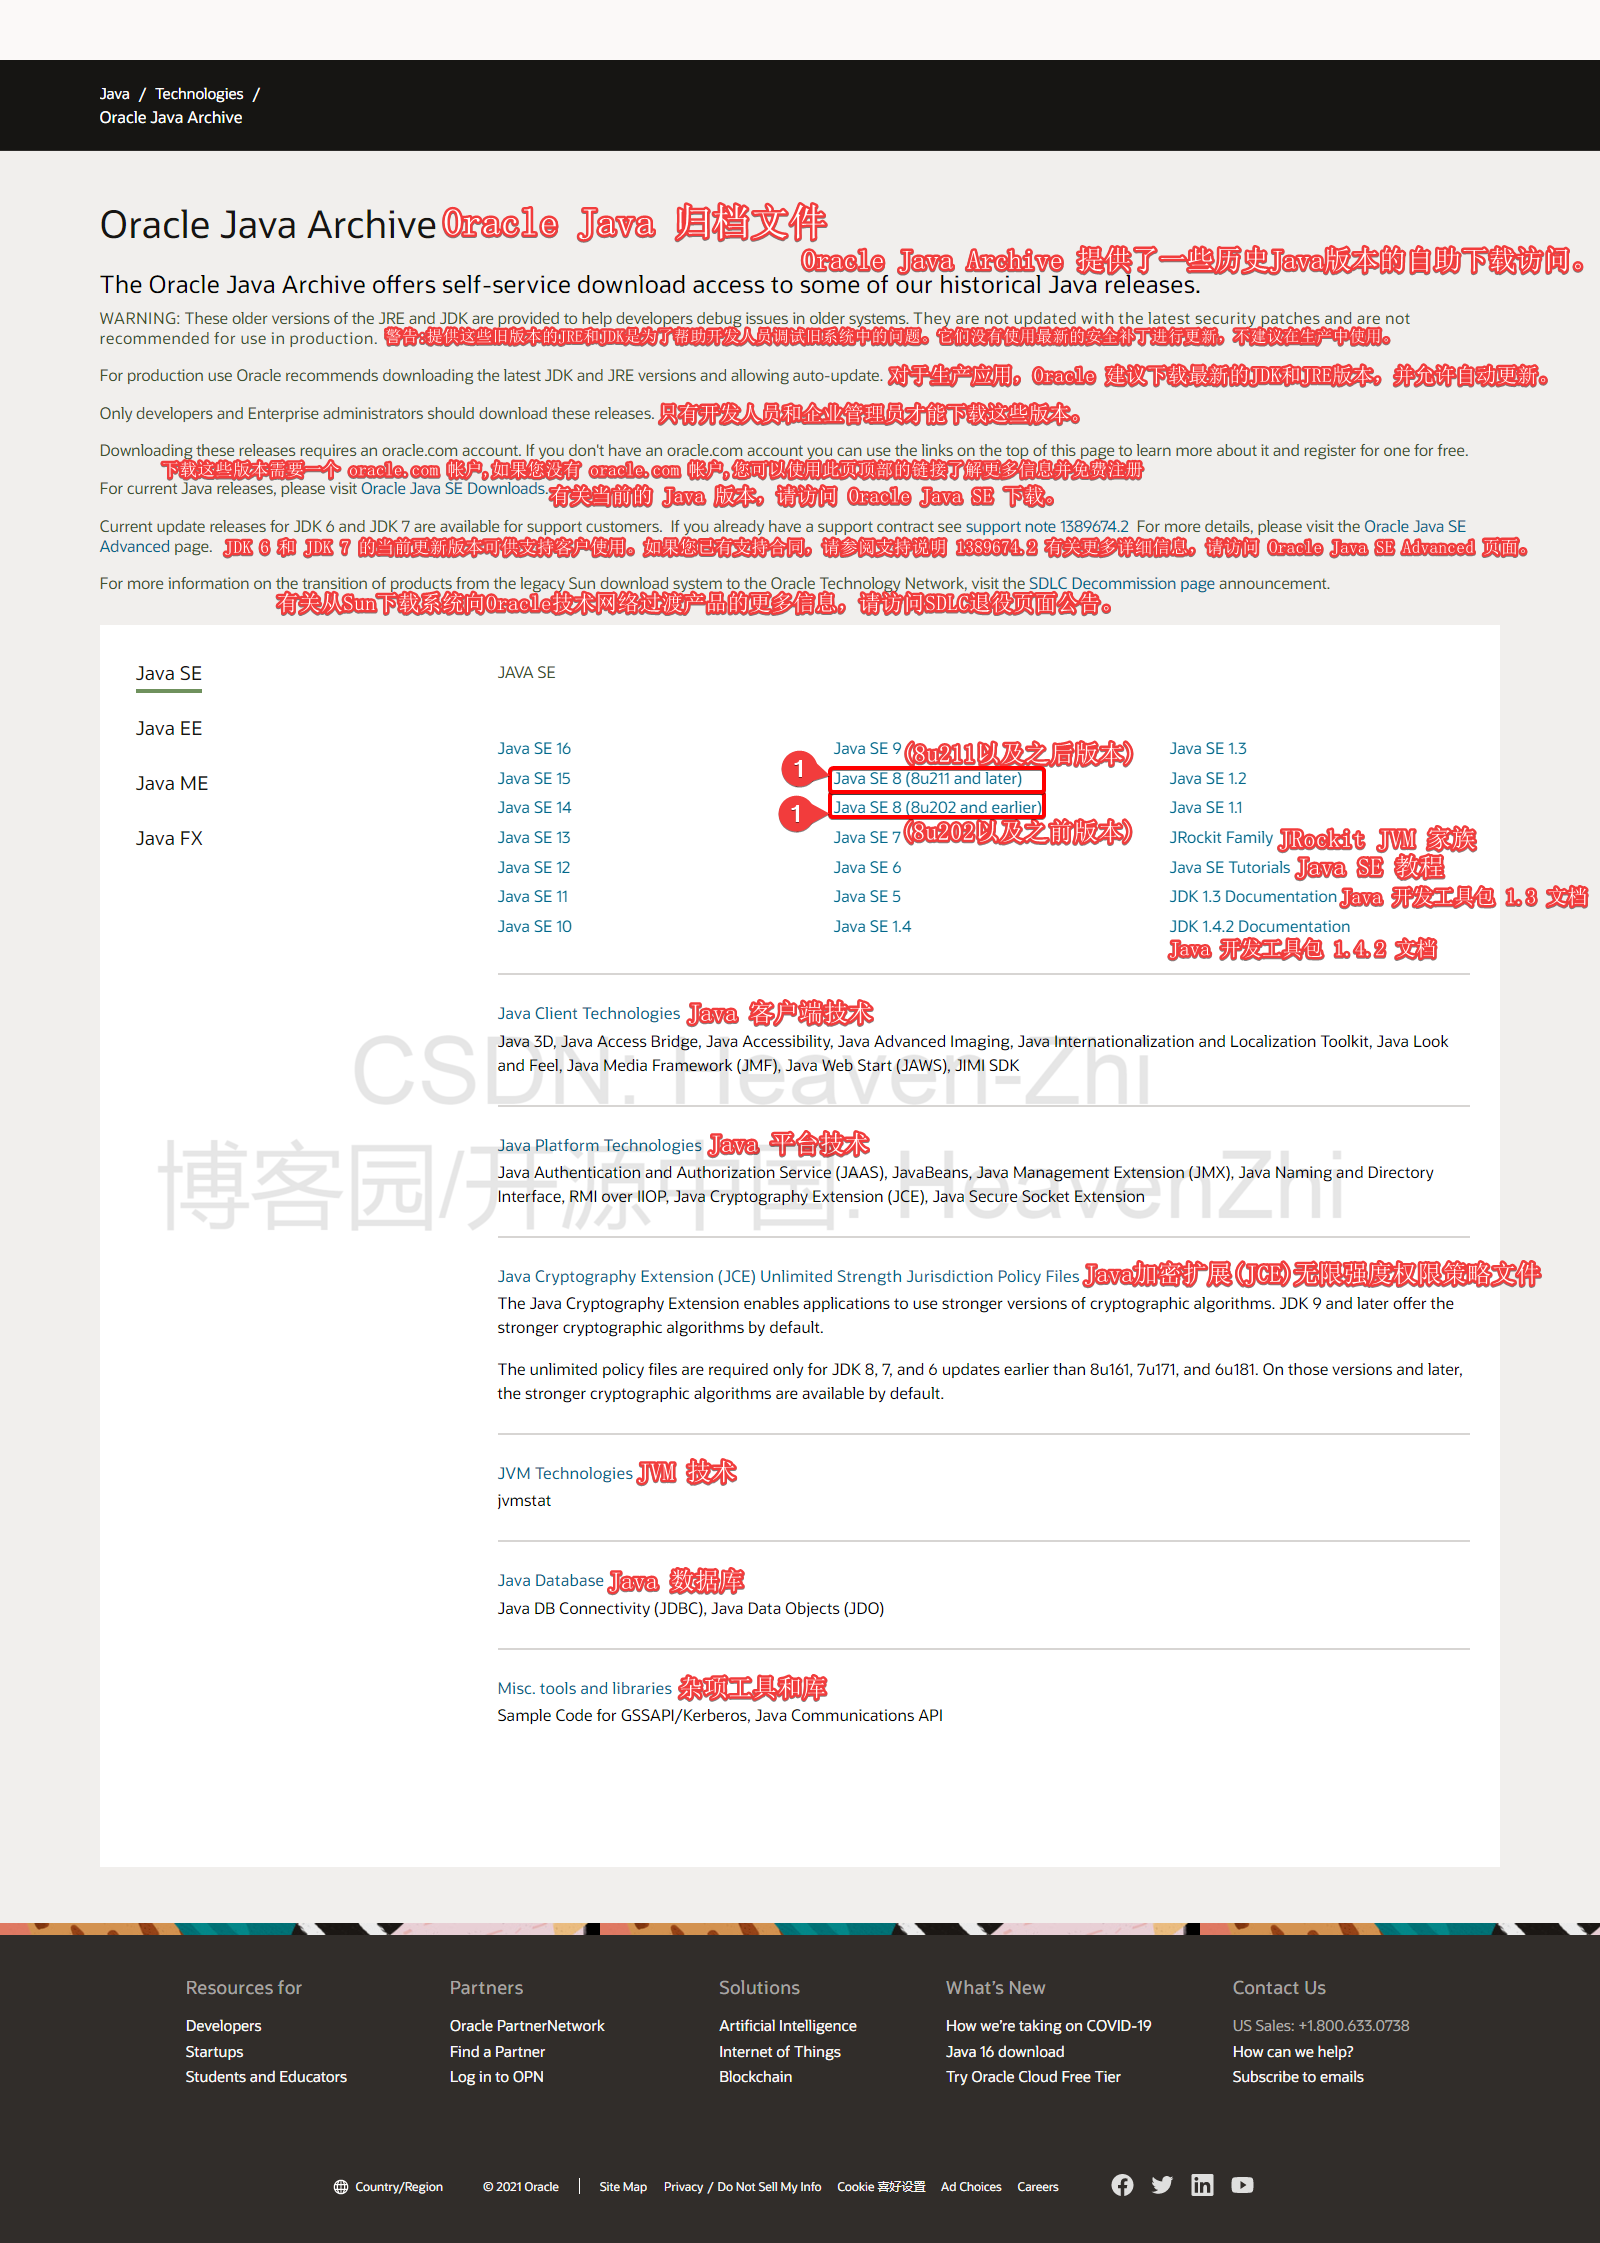 Java / Technologies /
Oracle Java Archive
Oracle Java Archive Oracle Java 归档文件
Oracle Java Archive 提供了一些历史Java版本的自助下载访问。
The Oracle Java Archive offers self-service download access to some of our historical Java releases.
WARNING: These older versions of the JRE and JDK are provided to help developers debug issues in older systems. They are not updated with the latest security patches and are not
recommended for use in production. 警告:提供这些旧版本的JRE和JDK是为了帮助开发人员调试旧系统中的问题。它们没有使用最新的安全补丁进行更新，不建议在生产中使用。
For production use Oracle recommends downloading the latest JDK and JRE versions and allowing auto-update. 对于生产应用，Oracle 建议下载最新的JDK和JRE版本，并允许自动更新。
Only developers and Enterprise administrators should download these releases. 只有开发人员和企业管理员才能下载这些版本。
Downloading these releases requires an oracle.com account. If you don't have an oracle.com account you can use the links on the top of this page to learn more about it and register for one for free.
下载这些版本需要一个 oracle.com 帐户,如果您没有 oracle.com 帐户,您可以使用此页顶部的链接了解更多信息并免费注册
For current Java releases, please visit Oracle Java SE Downloads. 有关当前的 Java 版本，请访问 Oracle Java SE 下载。
Current update releases for JDK 6 and JDK 7 are available for support customers. If you already have a support contract see support note 1389674.2 For more details, please visit the Oracle Java SE
Advanced page. JDK 6 和 JDK 7 的当前更新版本可供支持客户使用。如果您已有支持合同，请参阅支持说明 1389674.2 有关更多详细信息，请访问 Oracle Java SE Advanced 页面。
For more information on the transition of products from the legacy Sun download system to the Oracle Technology Network, visit the SDLC Decommission page announcement.
有关从Sun下载系统向Oracle技术网络过渡产品的更多信息，请访问SDLC退役页面公告。
Java SE
Java EE
Java ME
Java FX
JAVA SE
Java SE 16
Java SE 15
Java SE 14
Java SE 13
Java SE 12
Java SE 11
Java SE 10
Java SE 9 (8u211以及之后版本)
1 Java SE 8 (8u211 and later)
1 Java SE 8 (8u202 and earlier)
Java SE 7 (8u202以及之前版本)
Java SE 6
Java SE 5
Java SE 1.4
Java SE 1.3
Java SE 1.2
Java SE 1.1
JRockit Family JRockit JVM 家族
Java SE Tutorials Java SE 教程
JDK 1.3 Documentation Java 开发工具包 1.3 文档
JDK 1.4.2 Documentation
Java 开发工具包 1.4.2 文档
Java Client Technologies Java 客户端技术
Java 3D, Java Access Bridge, Java Accessibility, Java Advanced Imaging, Java Internationalization and Localization Toolkit, Java Look
and Feel, Java Media Framework (JMF), Java Web Start (JAWS), JIMI SDK
CSDN: Heaven-Zhi
Java Platform Technologies Java 平台技术
Java Authentication and Authorization Service (JAAS), JavaBeans, Java Management Extension (JMX), Java Naming and Directory
Interface, RMI over IIOP, Java Cryptography Extension (JCE), Java Secure Socket Extension
博客园/开源中国: HeavenZhi
Java Cryptography Extension (JCE) Unlimited Strength Jurisdiction Policy Files Java加密扩展(JCE)无限强度权限策略文件
The Java Cryptography Extension enables applications to use stronger versions of cryptographic algorithms. JDK 9 and later offer the
stronger cryptographic algorithms by default.
The unlimited policy files are required only for JDK 8, 7, and 6 updates earlier than 8u161, 7u171, and 6u181. On those versions and later,
the stronger cryptographic algorithms are available by default.
JVM Technologies JVM 技术
jvmstat
Java Database Java 数据库
Java DB Connectivity (JDBC), Java Data Objects (JDO)
Misc. tools and libraries 杂项工具和库
Sample Code for GSSAPI/Kerberos, Java Communications API
Resources for
Developers
Startups
Students and Educators
Partners
Oracle PartnerNetwork
Find a Partner
Log in to OPN
Solutions
Artificial Intelligence
Internet of Things
Blockchain
What's New
How we're taking on COVID-19
Java 16 download
Try Oracle Cloud Free Tier
Contact Us
US Sales: +1.800.633.0738
How can we help?
Subscribe to emails
Country/Region © 2021 Oracle | Site Map Privacy / Do Not Sell My Info Cookie 喜好设置 Ad Choices Careers